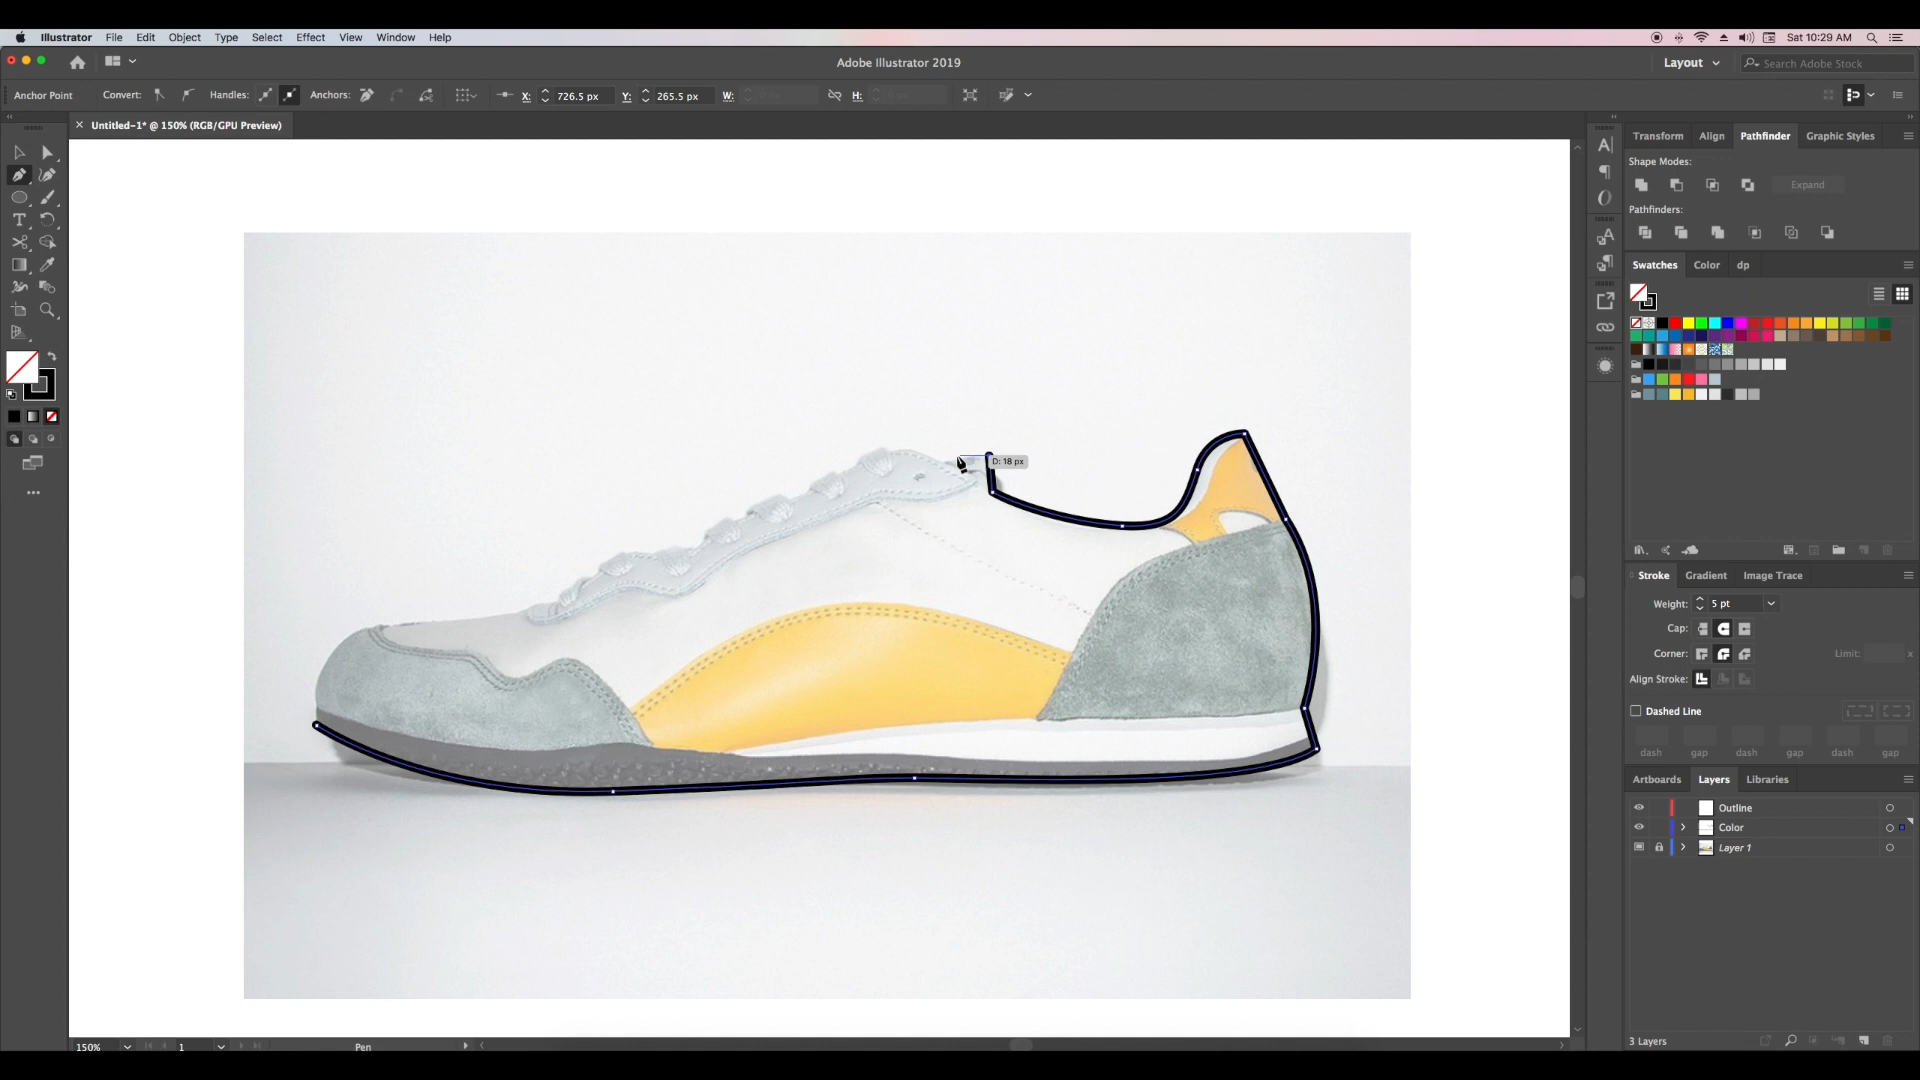 Illustrator File Edit Object Type Select Effect View Window Help Sat 10:29 AM
Adobe Illustrator 2019 Layout Search Adobe Stock
Anchor Point Convert: Handles: Anchors: X: 726.5 px Y: 265.5 px W: H:
Untitled-1* @ 150% (RGB/GPU Preview)
Transform Align Pathfinder Graphic Styles
Shape Modes:
Expand
Pathfinders:
Swatches Color dp
D: 18 px
Stroke Gradient Image Trace
Weight: 5 pt
Cap:
Corner: Limit: x
Align Stroke:
Dashed Line
dash gap dash gap dash gap
Artboards Layers Libraries
Outline
Color
Layer 1
3 Layers
150% 1 Pen